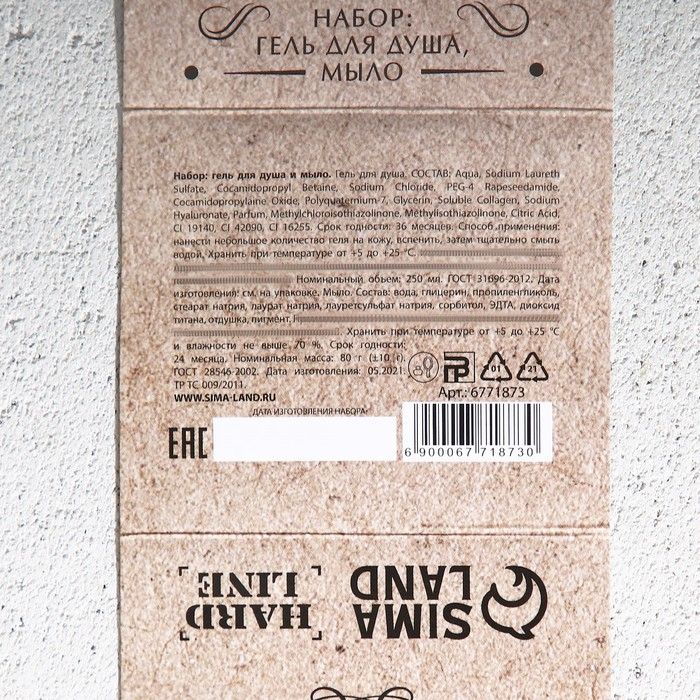 НАБОР:
ГЕЛЬ ДЛЯ ДУША,
МЫЛО
Набор: гель для душа и мыло. Гель для душа, СОСТАВ: Aqua, Sodium Laureth
Sulfate, Cocamidopropyl Betaine, Sodium Chloride, PEG-4 Rapeseedamide,
Cocamidopropylaine Oxide, Polyquaternium-7, Glycerin, Soluble Collagen, Sodium
Hyaluronate, Parfum, Methylchloroisothiazolinone, Methylisothiazolinone, Citric Acid,
CI 19140, CI 42090, CI 16255. Срок годности: 36 месяцев. Способ применения:
нанести небольшое количество геля на кожу, вспенить, затем тщательно смыть
водой. Хранить при температуре от +5 до +25 °С.
Номинальный объем: 250 мл. ГОСТ 31696-2012. Дата
изготовления: см. на упаковке. Мыло. Состав: вода, глицерин, пропиленгликоль,
стеарат натрия, лаурат натрия, лауретсульфат натрия, сорбитол, ЭДТА, диоксид
титана, отдушка, пигмент.
Хранить при температуре от +5 до +25 °С
и влажности не выше 70 %. Срок годности:
24 месяца. Номинальная масса: 80 г (±10 г).
ГОСТ 28546-2002. Дата изготовления: 05.2021.
ТР ТС 009/2011.
WWW.SIMA-LAND.RU
01
21
Арт.: 6771873
ДАТА ИЗГОТОВЛЕНИЯ НАБОРА:
EAC
6 900067 718730
SIMA
LAND
HARD
LINE